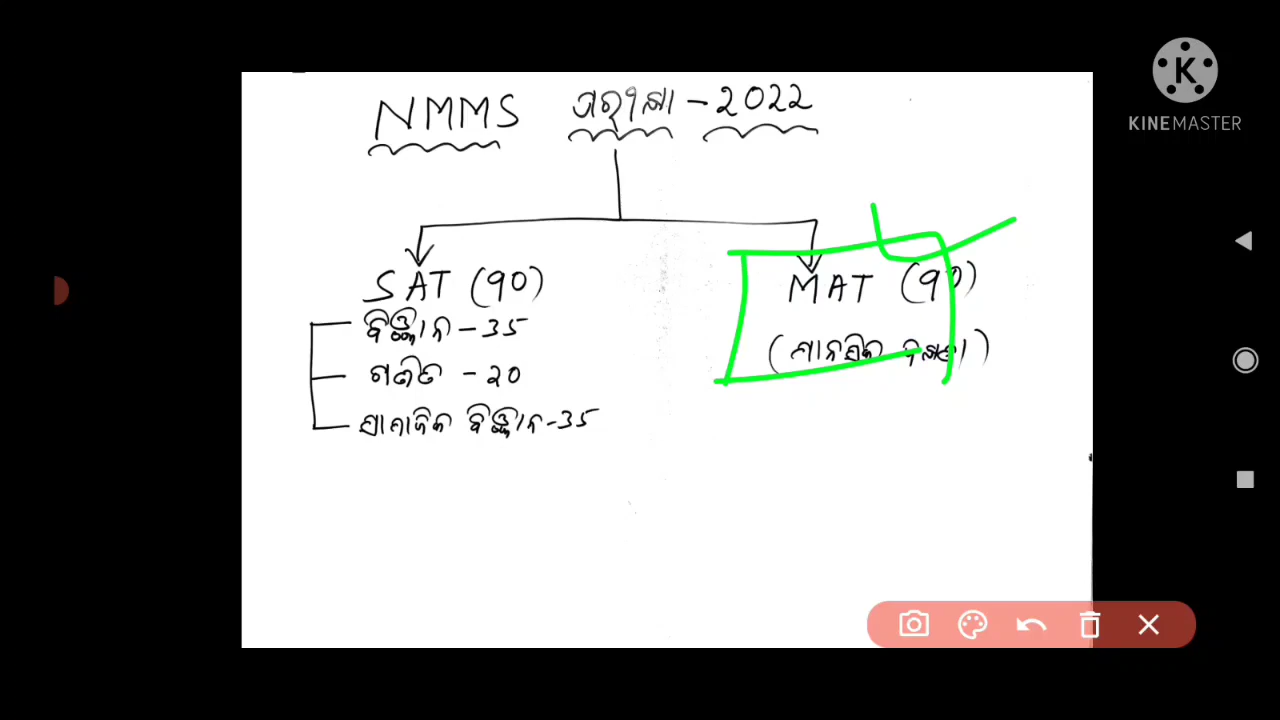 NMMS ପରୀକ୍ଷା - 2022
SAT (90)
ବିଜ୍ଞାନ - 35
ଗଣିତ - 20
ସାମାଜିକ ବିଜ୍ଞାନ - 35
MAT (90)
(ମାନସିକ ଦକ୍ଷତା)
KINEMASTER